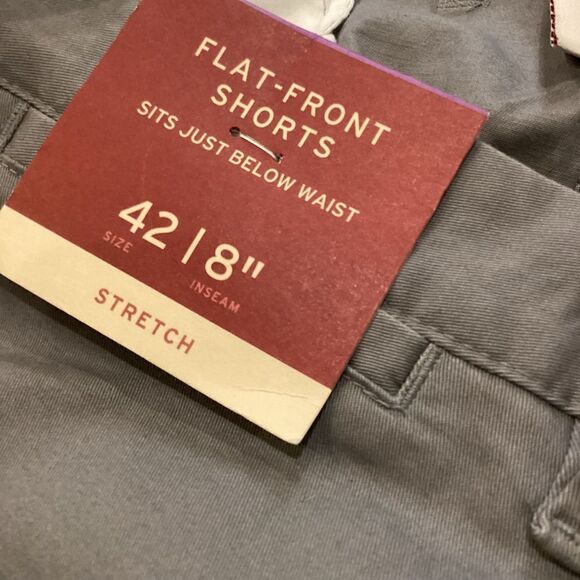 FLAT-FRONT
SHORTS
SITS JUST BELOW WAIST
42 | 8"
SIZE INSEAM
STRETCH